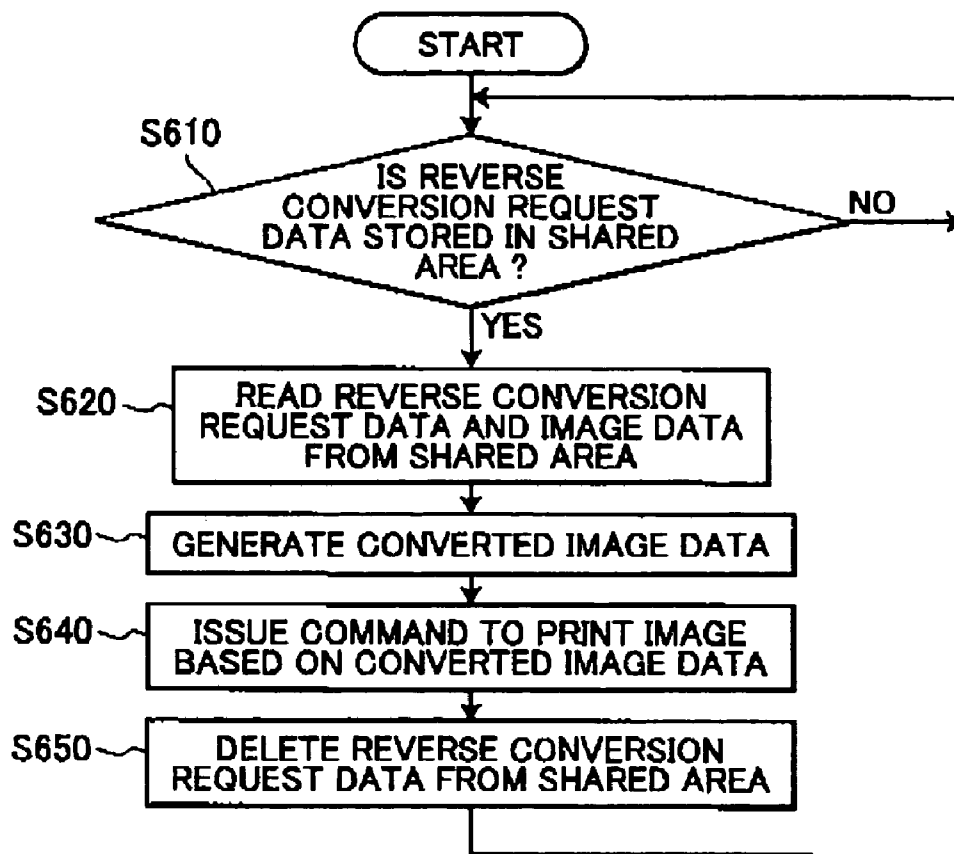 START
S610
IS REVERSE
CONVERSION REQUEST
DATA STORED IN SHARED
AREA ?
NO
YES
S620
READ REVERSE CONVERSION
REQUEST DATA AND IMAGE DATA
FROM SHARED AREA
S630
GENERATE CONVERTED IMAGE DATA
S640
ISSUE COMMAND TO PRINT IMAGE
BASED ON CONVERTED IMAGE DATA
S650
DELETE REVERSE CONVERSION
REQUEST DATA FROM SHARED AREA